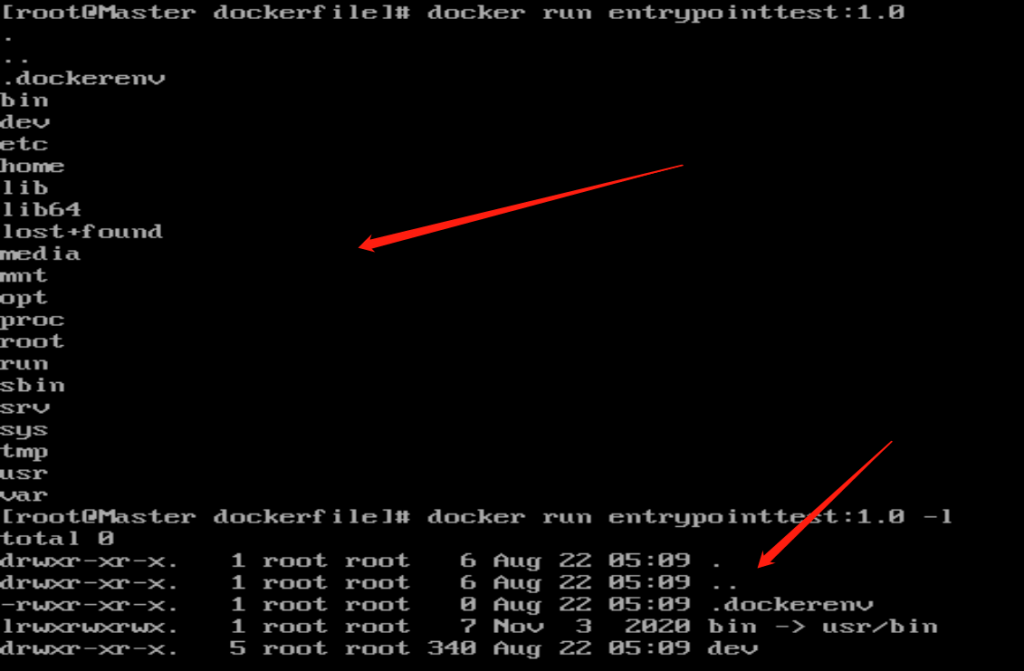 [root@Master dockerfile]# docker run entrypointtest:1.0
.
..
.dockerenv
bin
dev
etc
home
lib
lib64
lost+found
media
mnt
opt
proc
root
run
sbin
srv
sys
tmp
usr
var
[root@Master dockerfile]# docker run entrypointtest:1.0 -l
total 0
drwxr-xr-x.   1 root root   6 Aug 22 05:09 .
drwxr-xr-x.   1 root root   6 Aug 22 05:09 ..
-rwxr-xr-x.   1 root root   0 Aug 22 05:09 .dockerenv
lrwxrwxrwx.   1 root root   7 Nov  3  2020 bin -> usr/bin
drwxr-xr-x.   5 root root 340 Aug 22 05:09 dev